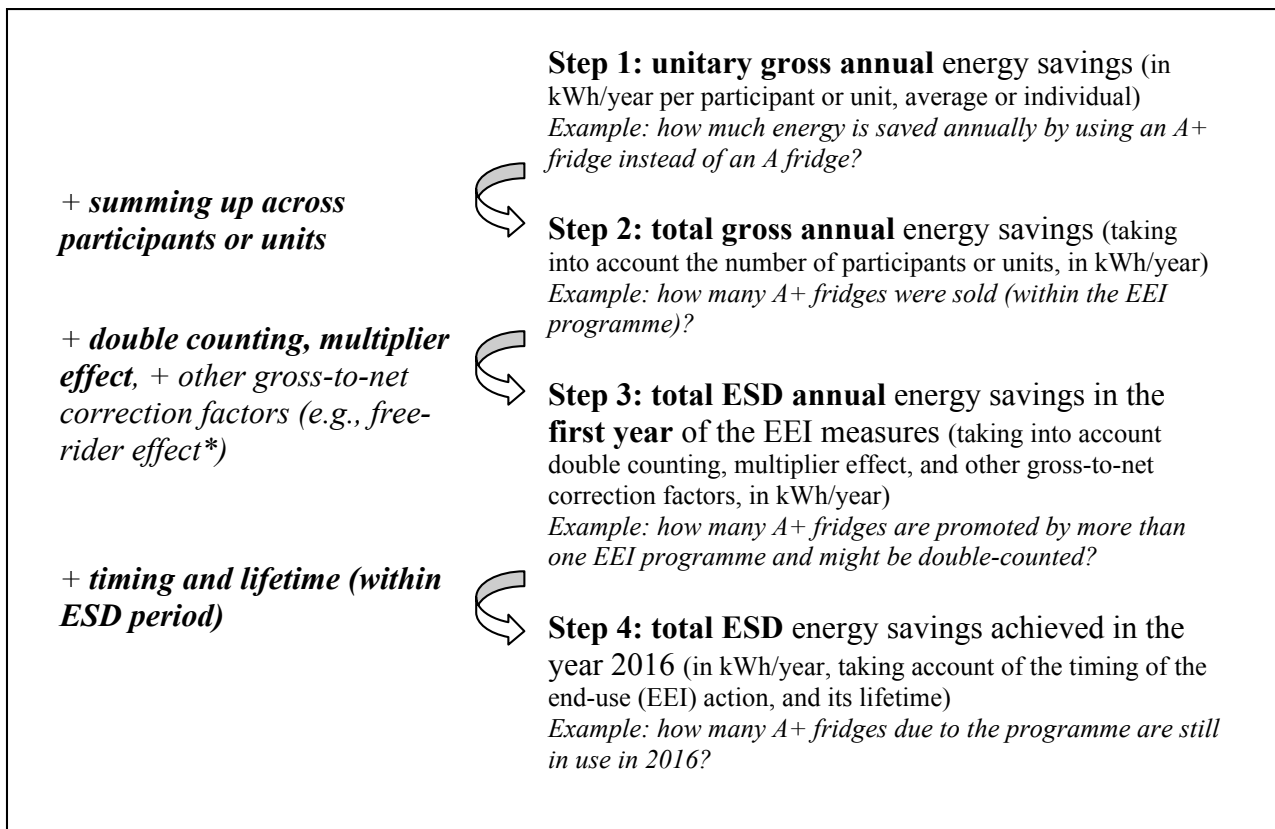 Step 1: unitary gross annual energy savings (in
kWh/year per participant or unit, average or individual)
Example: how much energy is saved annually by using an A+
fridge instead of an A fridge?
+ summing up across
participants or units
Step 2: total gross annual energy savings (taking
into account the number of participants or units, in kWh/year)
Example: how many A+ fridges were sold (within the EEI
programme)?
+ double counting, multiplier
effect, + other gross-to-net
correction factors (e.g., free-
rider effect*)
Step 3: total ESD annual energy savings in the
first year of the EEI measures (taking into account
double counting, multiplier effect, and other gross-to-net
correction factors, in kWh/year)
Example: how many A+ fridges are promoted by more than
one EEI programme and might be double-counted?
+ timing and lifetime (within
ESD period)
Step 4: total ESD energy savings achieved in the
year 2016 (in kWh/year, taking account of the timing of the
end-use (EEI) action, and its lifetime)
Example: how many A+ fridges due to the programme are still
in use in 2016?